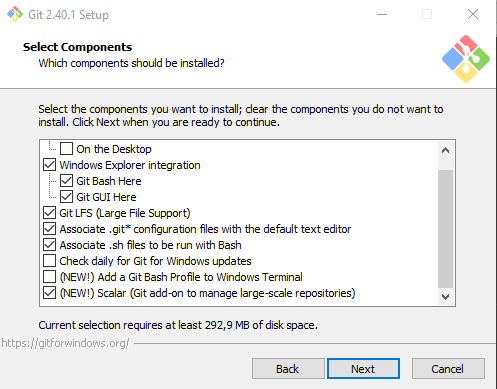 Git 2.40.1 Setup
Select Components
Which components should be installed?
Select the components you want to install; clear the components you do not want to
install. Click Next when you are ready to continue.
On the Desktop
Windows Explorer integration
Git Bash Here
Git GUI Here
Git LFS (Large File Support)
Associate .git* configuration files with the default text editor
Associate .sh files to be run with Bash
Check daily for Git for Windows updates
(NEW!) Add a Git Bash Profile to Windows Terminal
(NEW!) Scalar (Git add-on to manage large-scale repositories)
Current selection requires at least 292,9 MB of disk space.
https://gitforwindows.org/
Back
Next
Cancel